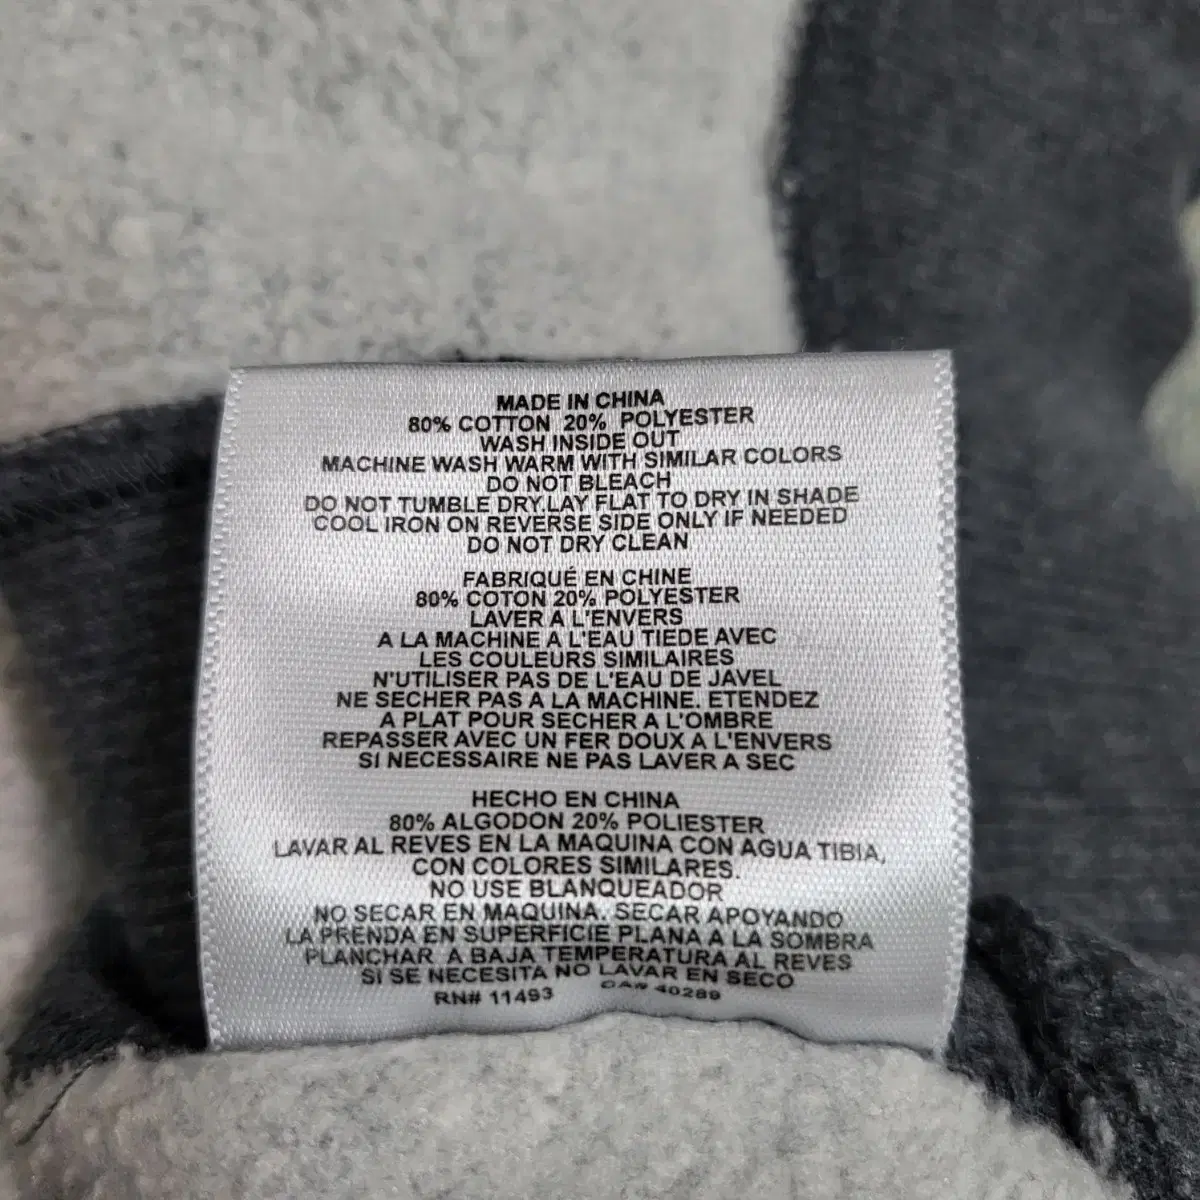 MADE IN CHINA
80% COTTON 20% POLYESTER
WASH INSIDE OUT
MACHINE WASH WARM WITH SIMILAR COLORS
DO NOT BLEACH
DO NOT TUMBLE DRY.LAY FLAT TO DRY IN SHADE
COOL IRON ON REVERSE SIDE ONLY IF NEEDED
DO NOT DRY CLEAN
FABRIQUÉ EN CHINE
80% COTON 20% POLYESTER
LAVER A L'ENVERS
A LA MACHINE A L'EAU TIEDE AVEC
LES COULEURS SIMILAIRES
N'UTILISER PAS DE L'EAU DE JAVEL
NE SECHER PAS A LA MACHINE. ETENDEZ
A PLAT POUR SECHER A L'OMBRE
REPASSER AVEC UN FER DOUX A L'ENVERS
SI NECESSAIRE NE PAS LAVER A SEC
HECHO EN CHINA
80% ALGODON 20% POLIESTER
LAVAR AL REVES EN LA MAQUINA CON AGUA TIBIA,
CON COLORES SIMILARES.
NO USE BLANQUEADOR
NO SECAR EN MAQUINA. SECAR APOYANDO
LA PRENDA EN SUPERFICIE PLANA A LA SOMBRA
PLANCHAR A BAJA TEMPERATURA AL REVES
SI SE NECESITA NO LAVAR EN SECO
RN# 11493 CA# 40289